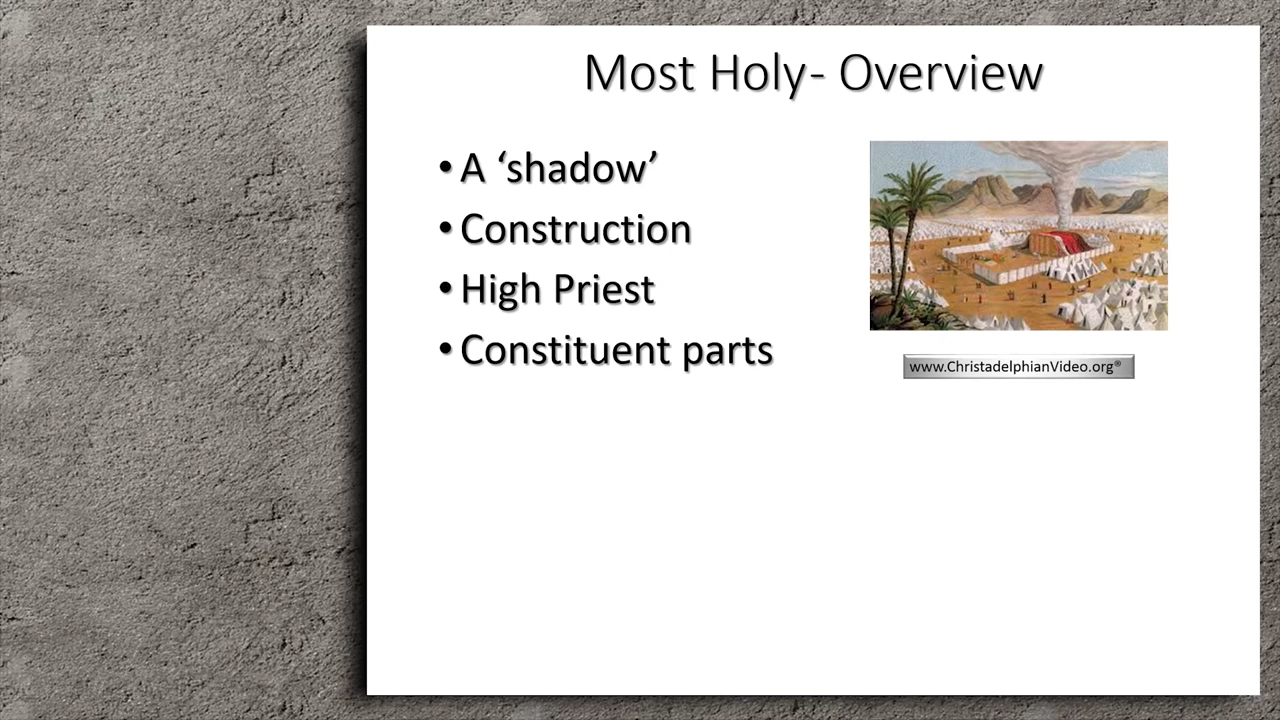 Most Holy- Overview
• A ‘shadow’
• Construction
• High Priest
• Constituent parts
www.ChristadelphianVideo.org®